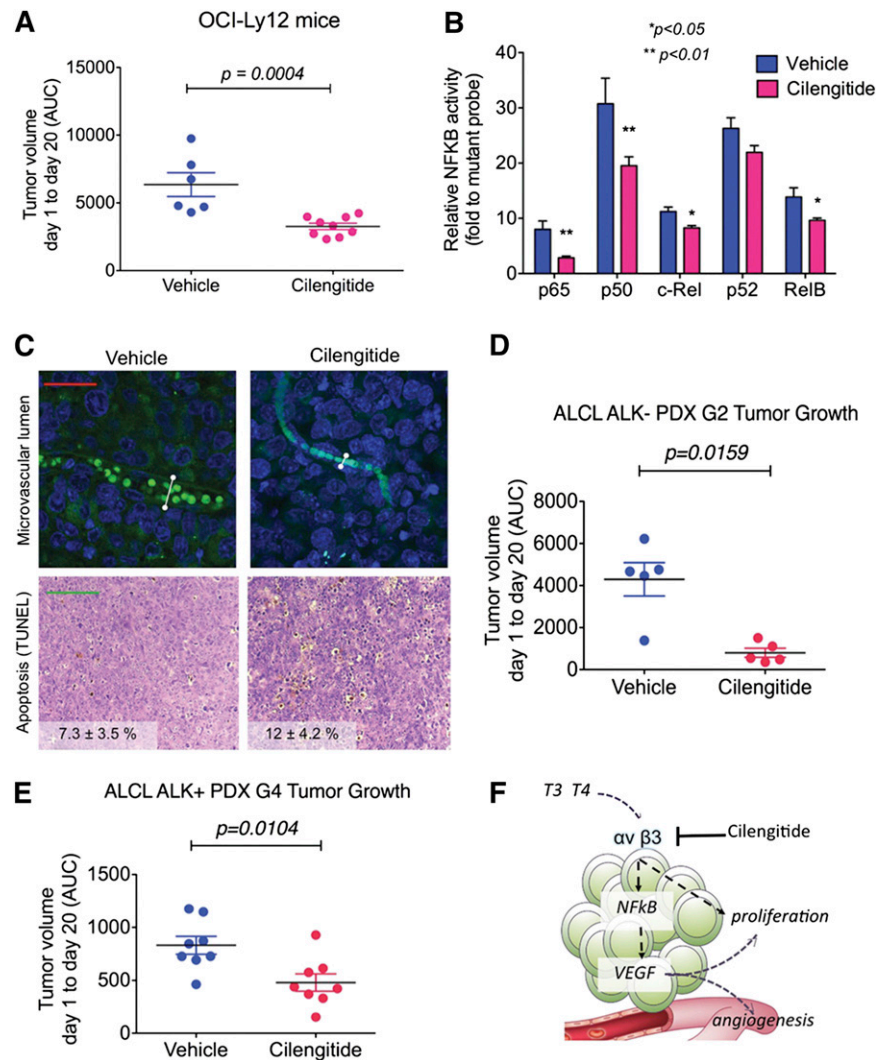 A
OCI-Ly12 mice
p = 0.0004
Tumor volume
day 1 to day 20 (AUC)
15000
10000
5000
0
Vehicle
Cilengitide
B
*p<0.05
** p<0.01
Vehicle
Cilengitide
Relative NFKB activity
(fold to mutant probe)
40
30
20
10
0
**
**
*
*
p65
p50
c-Rel
p52
RelB
C
Vehicle
Cilengitide
Microvascular lumen
Apoptosis (TUNEL)
7.3 ± 3.5 %
12 ± 4.2 %
D
ALCL ALK- PDX G2 Tumor Growth
p=0.0159
Tumor volume
day 1 to day 20 (AUC)
8000
6000
4000
2000
0
Vehicle
Cilengitide
E
ALCL ALK+ PDX G4 Tumor Growth
p=0.0104
Tumor volume
day 1 to day 20 (AUC)
1500
1000
500
0
Vehicle
Cilengitide
F
T3 T4
αv β3
Cilengitide
NFkB
proliferation
VEGF
angiogenesis